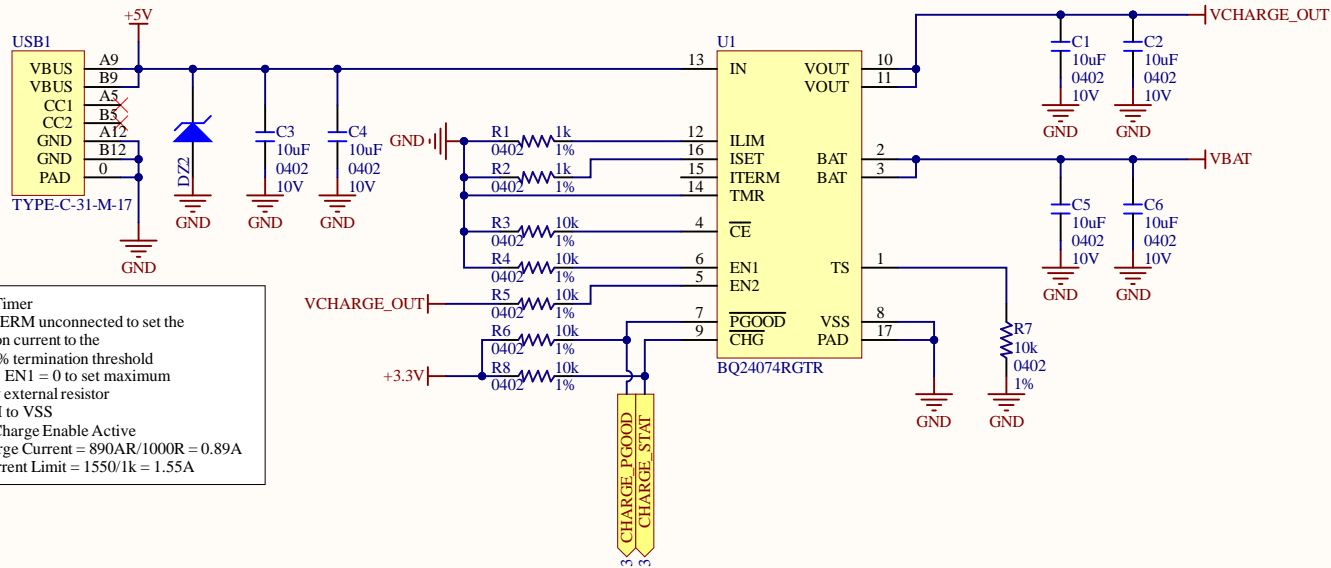 +5V
USB1
VBUS A9
VBUS B9
CC1 A5
CC2 B5
GND A12
GND B12
PAD 0
TYPE-C-31-M-17
GND
DZ2
GND
C3
10uF
0402
10V
GND
C4
10uF
0402
10V
GND
GND
R1 1k
0402 1%
R2 1k
0402 1%
R3 10k
0402 1%
R4 10k
0402 1%
VCHARGE_OUT
R5 10k
0402 1%
R6 10k
0402 1%
+3.3V
R8 10k
0402 1%
U1
13 IN
12 ILIM
16 ISET
15 ITERM
14 TMR
4 CE
6 EN1
5 EN2
7 PGOOD
9 CHG
VOUT 10
VOUT 11
BAT 2
BAT 3
TS 1
VSS 8
PAD 17
BQ24074RGTR
VCHARGE_OUT
C1
10uF
0402
10V
GND
C2
10uF
0402
10V
GND
VBAT
C5
10uF
0402
10V
GND
C6
10uF
0402
10V
GND
R7
10k
0402
1%
GND
GND
CHARGE_PGOOD
CHARGE_STAT
3
3
Timer
ERM unconnected to set the
on current to the
% termination threshold
EN1 = 0 to set maximum
external resistor
to VSS
Charge Enable Active
rge Current = 890AR/1000R = 0.89A
rrent Limit = 1550/1k = 1.55A